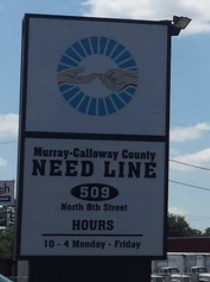 Murray-Calloway County
NEED LINE
509
North 8th Street
HOURS
10 - 4 Monday - Friday